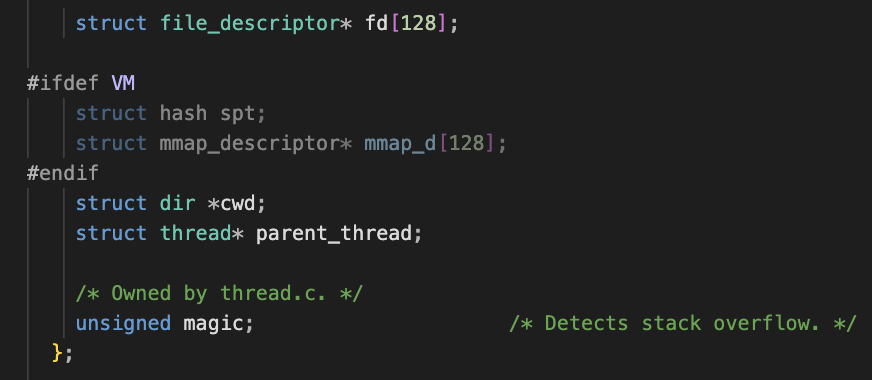 struct file_descriptor* fd[128];
#ifdef VM
struct hash spt;
struct mmap_descriptor* mmap_d[128];
#endif
struct dir *cwd;
struct thread* parent_thread;
/* Owned by thread.c. */
unsigned magic; /* Detects stack overflow. */
};